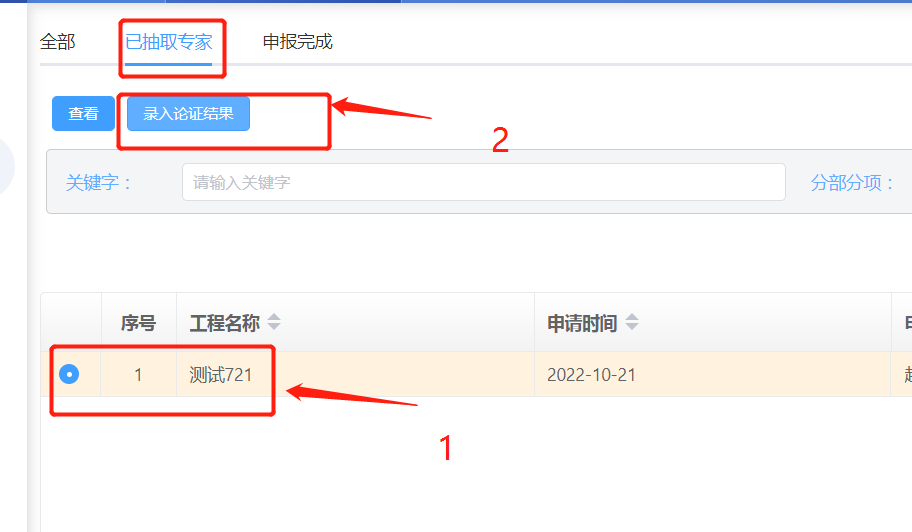 全部 已抽取专家 申报完成
查看 录入论证结果
2
关键字： 请输入关键字 分部分项：
序号 工程名称 申请时间
1 测试721 2022-10-21
1